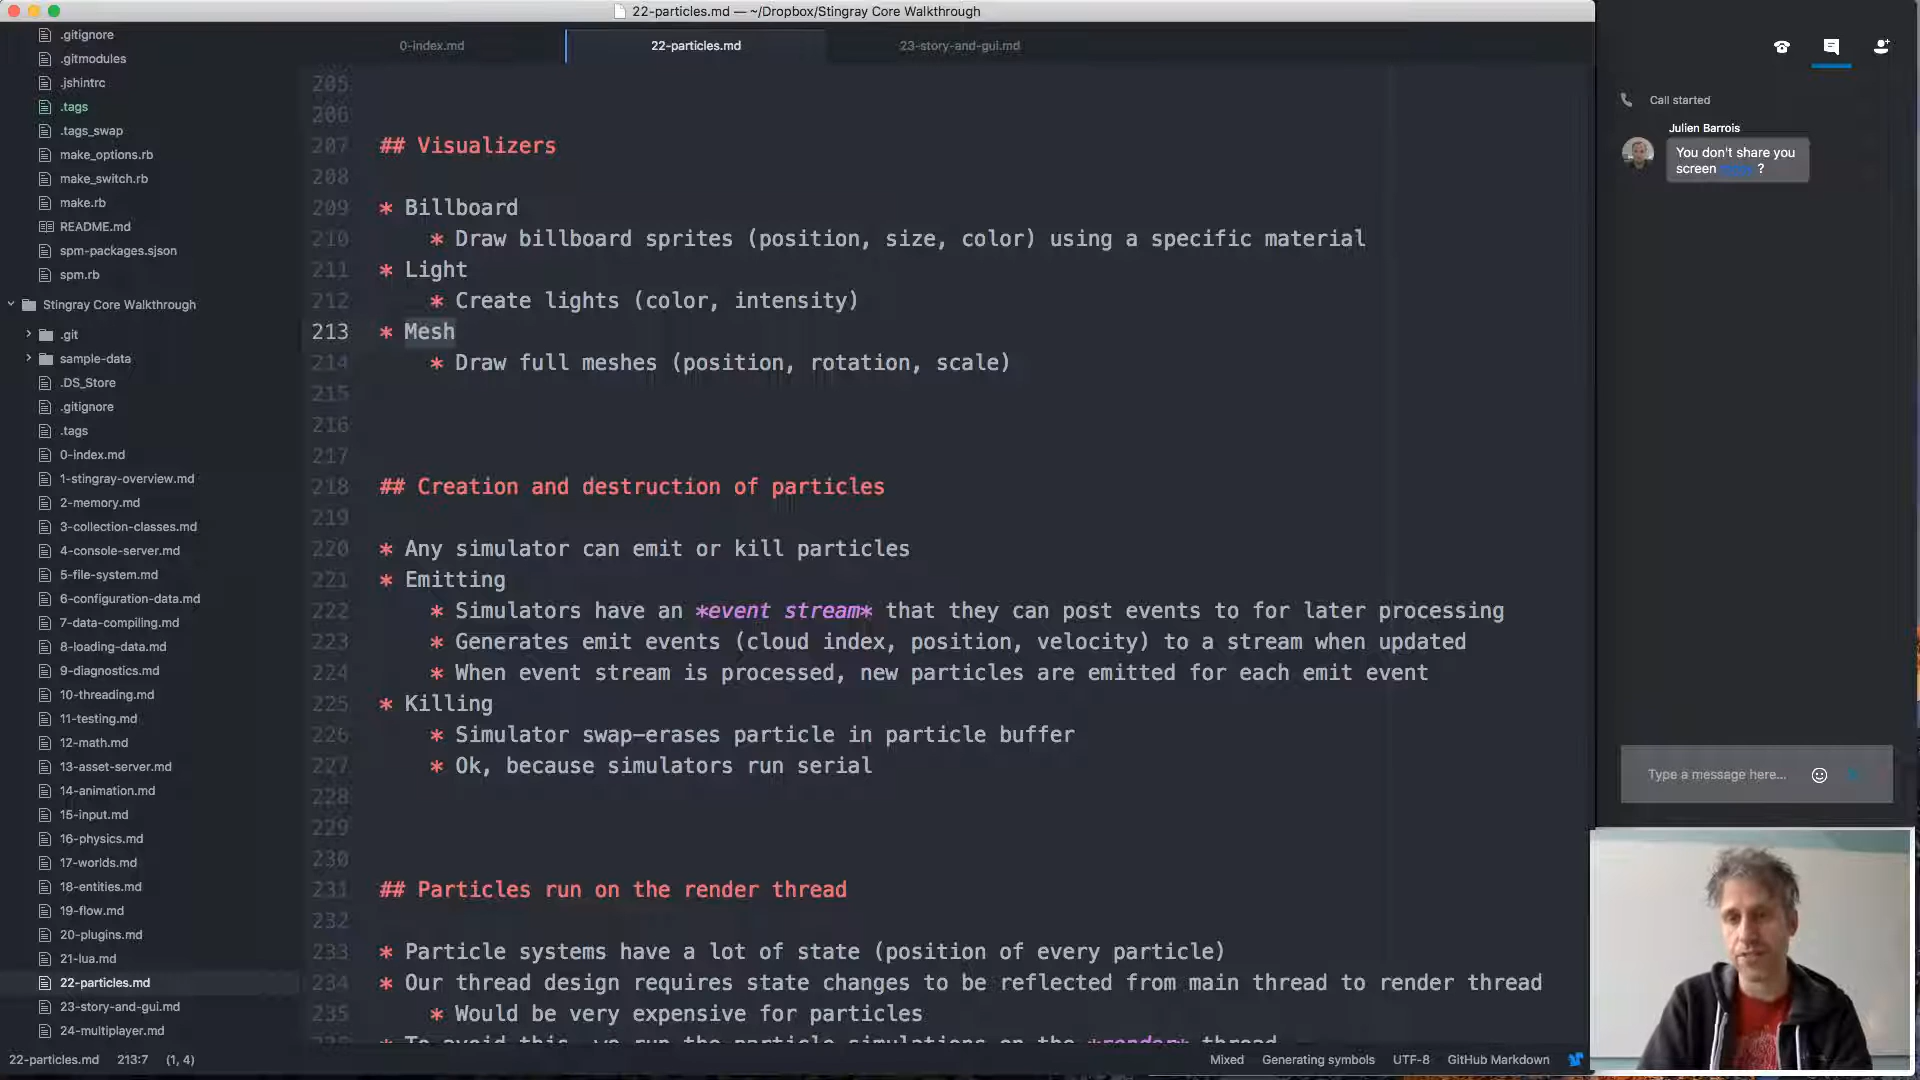 22-particles.md — ~/Dropbox/Stingray Core Walkthrough
0-index.md
22-particles.md
23-story-and-gui.md
.gitignore
.gitmodules
.jshintrc
.tags
.tags_swap
make_options.rb
make_switch.rb
make.rb
README.md
spm-packages.sjson
spm.rb
Stingray Core Walkthrough
.git
sample-data
.DS_Store
.gitignore
.tags
0-index.md
1-stingray-overview.md
2-memory.md
3-collection-classes.md
4-console-server.md
5-file-system.md
6-configuration-data.md
7-data-compiling.md
8-loading-data.md
9-diagnostics.md
10-threading.md
11-testing.md
12-math.md
13-asset-server.md
14-animation.md
15-input.md
16-physics.md
17-worlds.md
18-entities.md
19-flow.md
20-plugins.md
21-lua.md
22-particles.md
23-story-and-gui.md
24-multiplayer.md
205
206
207 ## Visualizers
208
209 * Billboard
210 * Draw billboard sprites (position, size, color) using a specific material
211 * Light
212 * Create lights (color, intensity)
213 * Mesh
214 * Draw full meshes (position, rotation, scale)
215
216
217
218 ## Creation and destruction of particles
219
220 * Any simulator can emit or kill particles
221 * Emitting
222 * Simulators have an *event stream* that they can post events to for later processing
223 * Generates emit events (cloud index, position, velocity) to a stream when updated
224 * When event stream is processed, new particles are emitted for each emit event
225 * Killing
226 * Simulator swap-erases particle in particle buffer
227 * Ok, because simulators run serial
228
229
230
231 ## Particles run on the render thread
232
233 * Particle systems have a lot of state (position of every particle)
234 * Our thread design requires state changes to be reflected from main thread to render thread
235 * Would be very expensive for particles
* To avoid this, we run the particle simulations on the *render* thread
22-particles.md 213:7 (1, 4)
Mixed Generating symbols UTF-8 GitHub Markdown
Call started
Julien Barrois
You don't share you
screen ?
Type a message here...